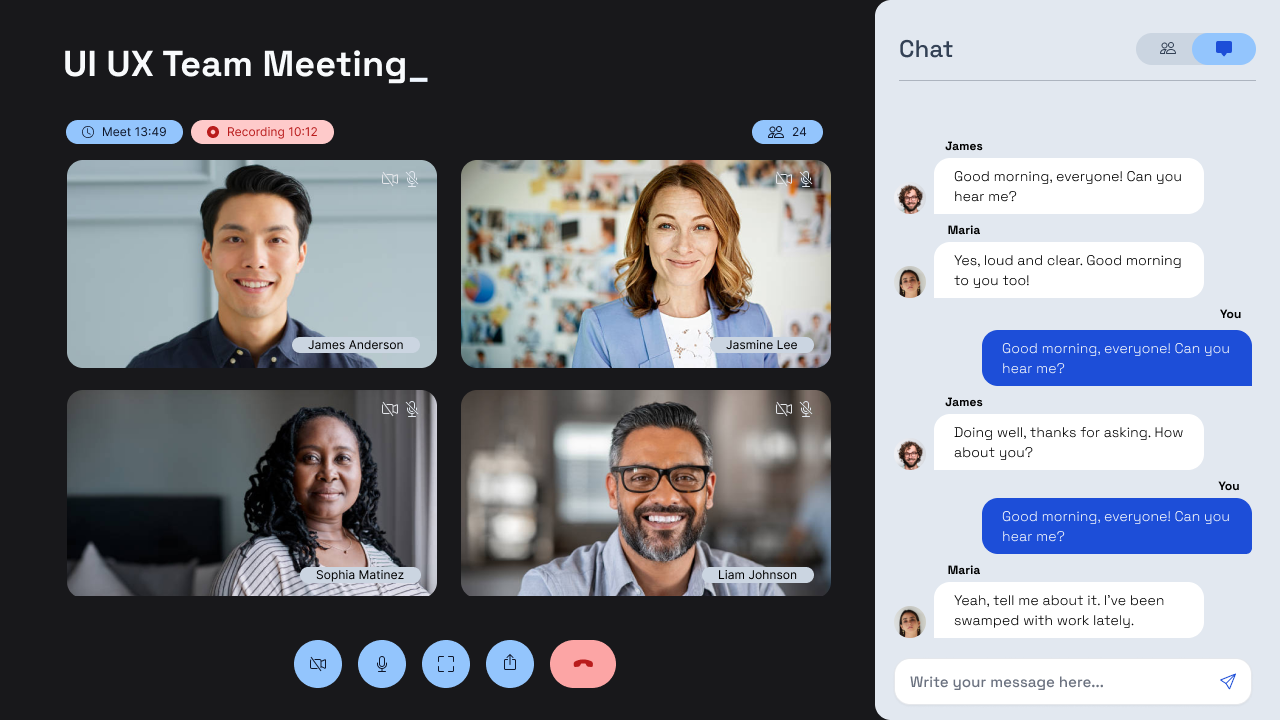 UI UX Team Meeting_
Meet 13:49
Recording 10:12
24
James Anderson
Jasmine Lee
Sophia Matinez
Liam Johnson
Chat
James
Good morning, everyone! Can you
hear me?
Maria
Yes, loud and clear. Good morning
to you too!
You
Good morning, everyone! Can you
hear me?
James
Doing well, thanks for asking. How
about you?
You
Good morning, everyone! Can you
hear me?
Maria
Yeah, tell me about it. I've been
swamped with work lately.
Write your message here...